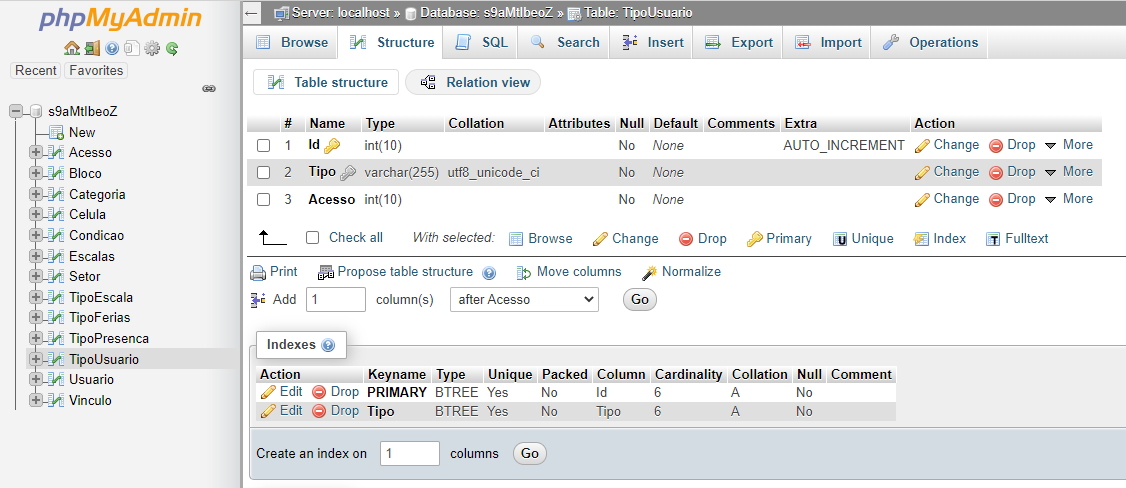 phpMyAdmin
Recent Favorites
s9aMtIbeoZ
New
Acesso
Bloco
Categoria
Celula
Condicao
Escalas
Setor
TipoEscala
TipoFerias
TipoPresenca
TipoUsuario
Usuario
Vinculo
Server: localhost » Database: s9aMtIbeoZ » Table: TipoUsuario
Browse Structure SQL Search Insert Export Import Operations
Table structure Relation view
# Name Type Collation Attributes Null Default Comments Extra Action
1 Id int(10) No None AUTO_INCREMENT Change Drop More
2 Tipo varchar(255) utf8_unicode_ci No None Change Drop More
3 Acesso int(10) No None Change Drop More
Check all With selected: Browse Change Drop Primary Unique Index Fulltext
Print Propose table structure Move columns Normalize
Add 1 column(s) after Acesso Go
Indexes
Action Keyname Type Unique Packed Column Cardinality Collation Null Comment
Edit Drop PRIMARY BTREE Yes No Id 6 A No
Edit Drop Tipo BTREE Yes No Tipo 6 A No
Create an index on 1 columns Go